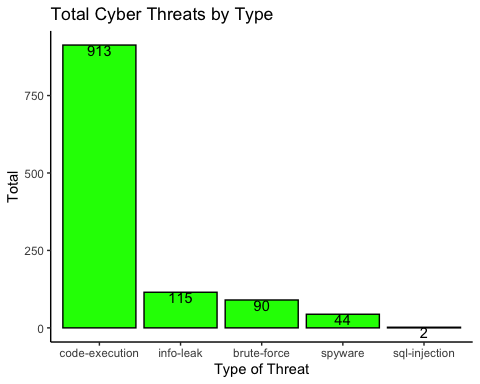 Total Cyber Threats by Type
Total
750
500
250
0
913
115
90
44
2
code-execution
info-leak
brute-force
spyware
sql-injection
Type of Threat